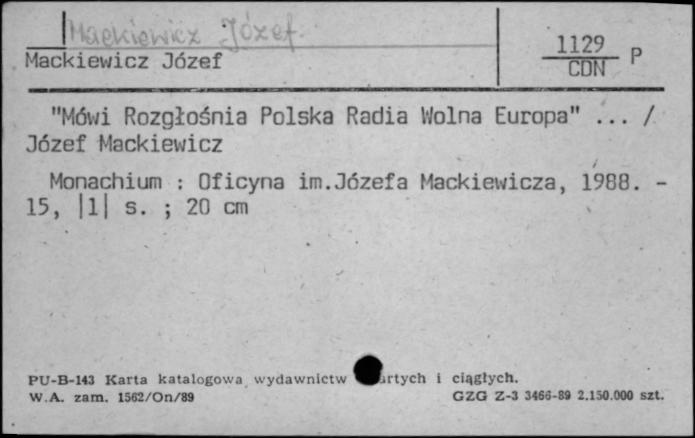 Mackiewicz Józef
1129
CDN P
Mackiewicz Józef
"Mówi Rozgłośnia Polska Radia Wolna Europa" ... /
Józef Mackiewicz
Monachium : Oficyna im.Józefa Mackiewicza, 1988. -
15, |1| s. ; 20 cm
PU-B-143 Karta katalogowa wydawnictw artych i ciągłych.
W.A. zam. 1562/On/89 GZG Z-3 3466-89 2.150.000 szt.